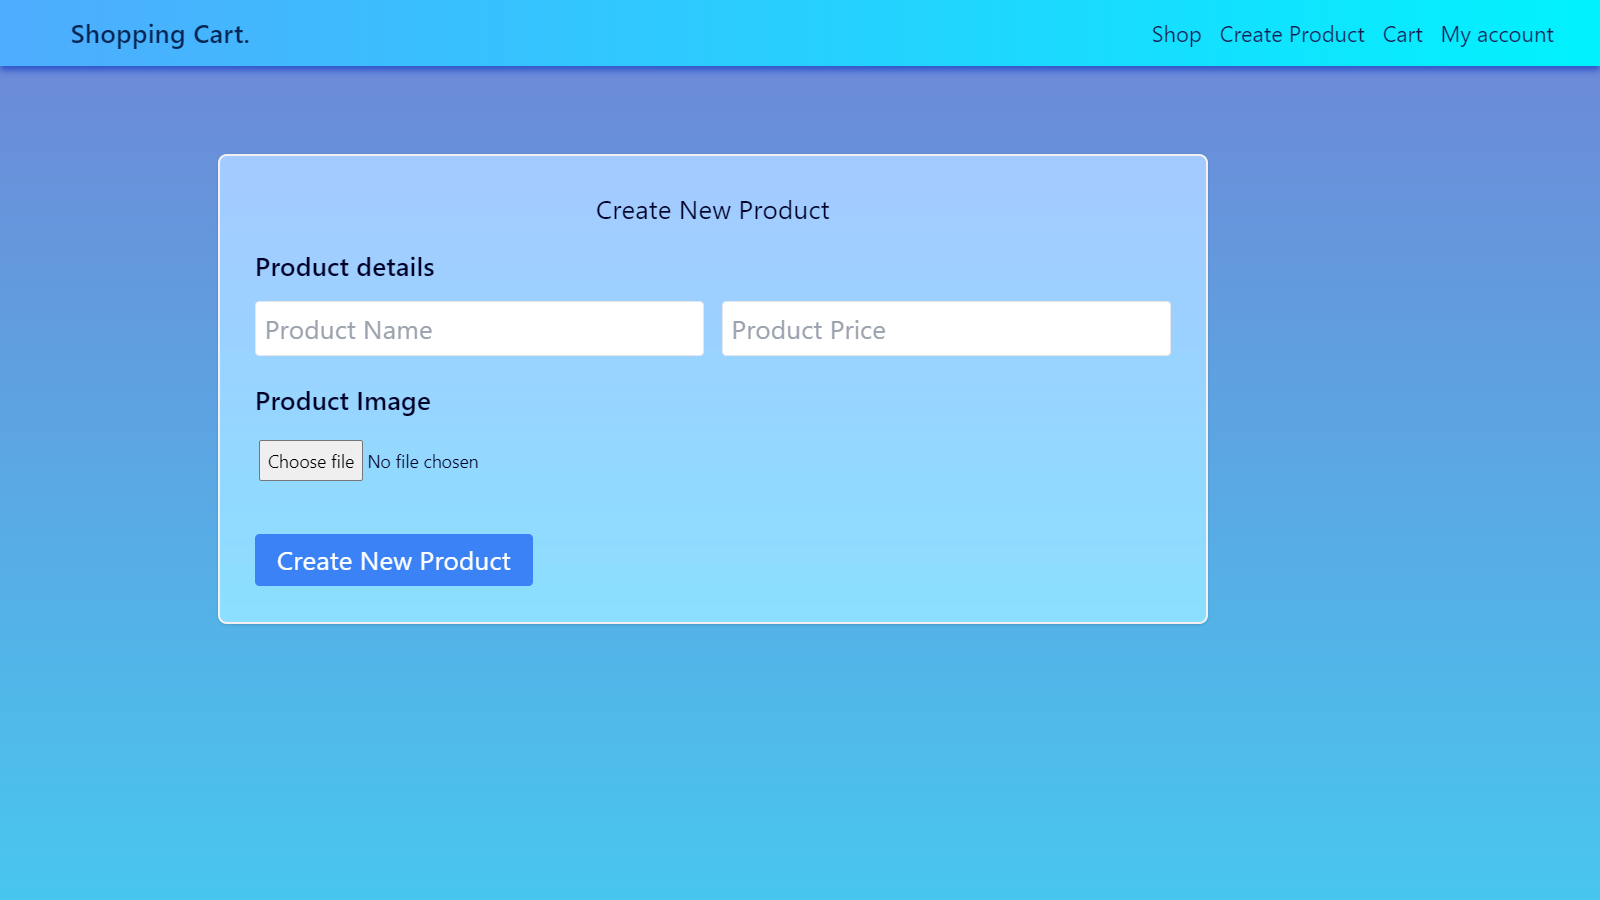 Shopping Cart.
Shop Create Product Cart My account
Create New Product
Product details
Product Name Product Price
Product Image
Choose file No file chosen
Create New Product